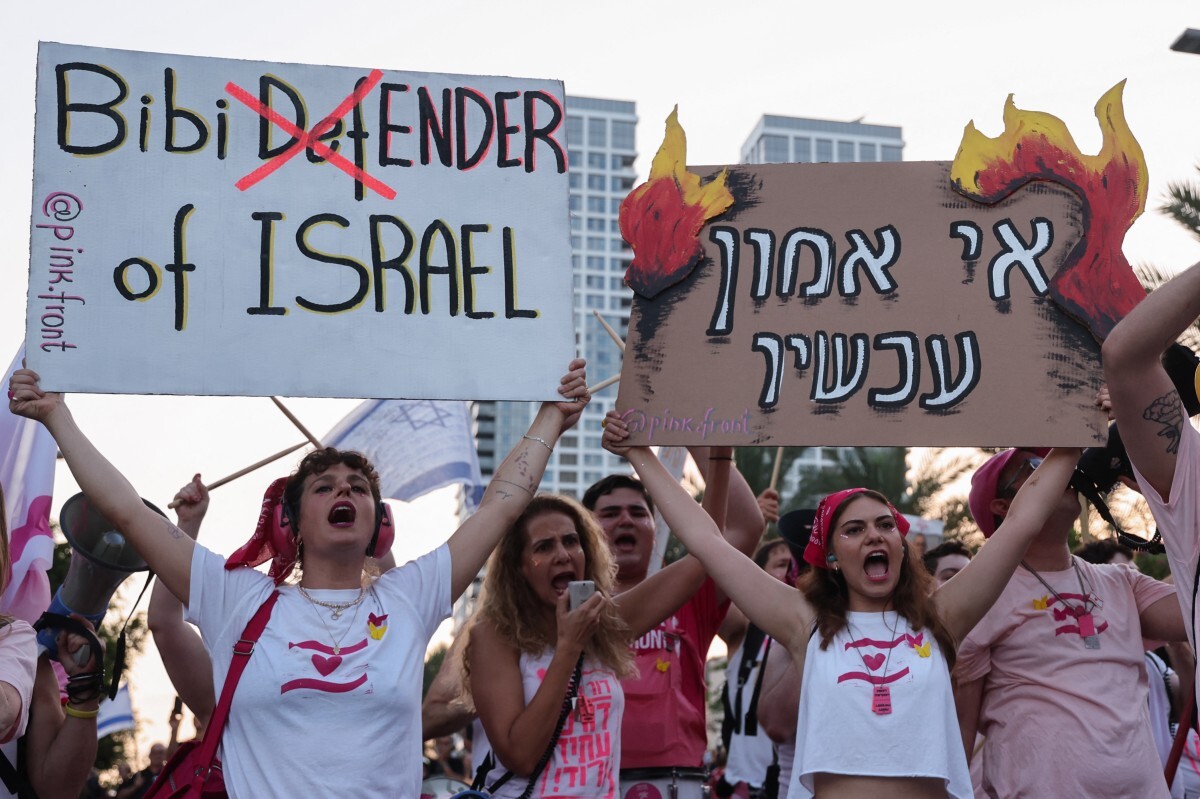 Bibi DefENDER
of ISRAEL
@pink.front
אי אמון
עכשיו
@pink.front